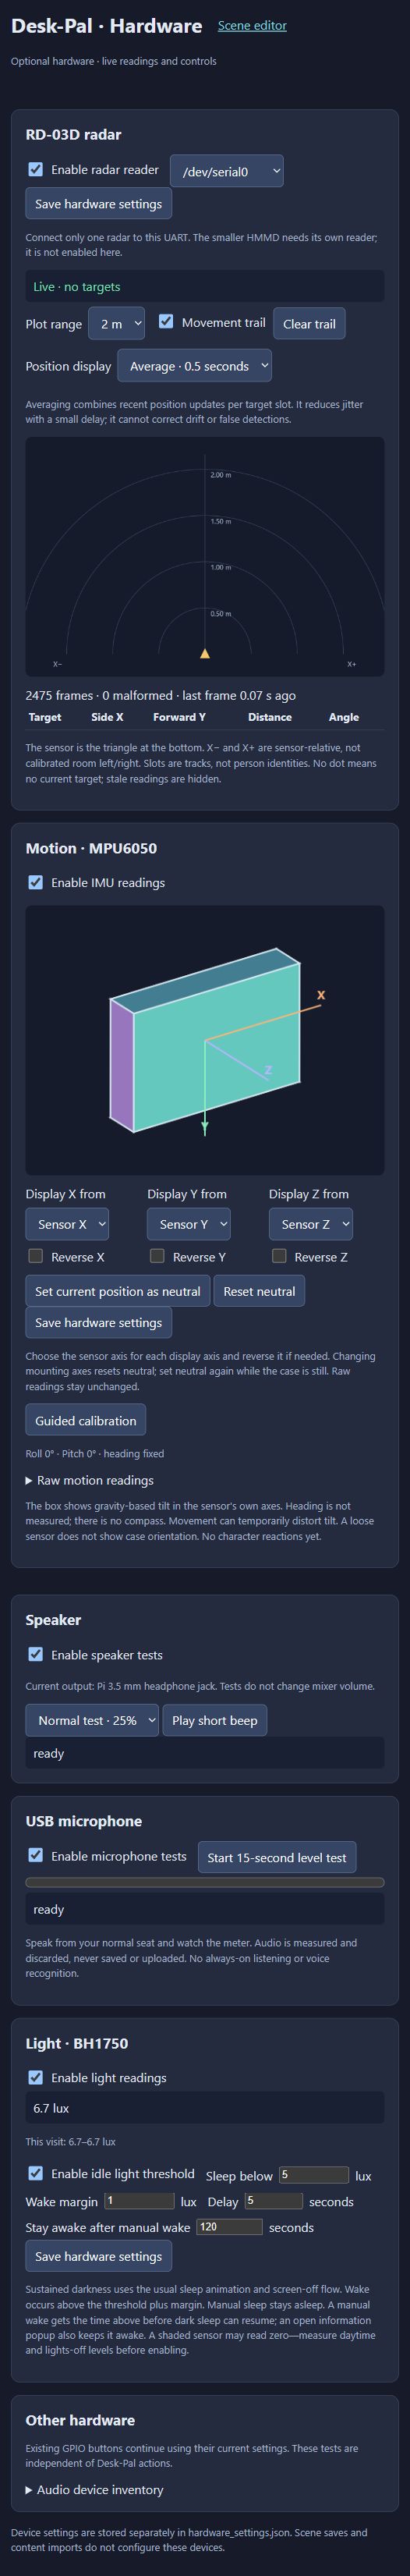 Desk-Pal · Hardware Scene editor
Optional hardware · live readings and controls
RD-03D radar
Enable radar reader /dev/serial0
Save hardware settings
Connect only one radar to this UART. The smaller HMMD needs its own reader;
it is not enabled here.
Live · no targets
Plot range 2 m Movement trail Clear trail
Position display Average · 0.5 seconds
Averaging combines recent position updates per target slot. It reduces jitter
with a small delay; it cannot correct drift or false detections.
2.00 m
1.50 m
1.00 m
0.50 m
X− X+
2475 frames · 0 malformed · last frame 0.07 s ago
Target Side X Forward Y Distance Angle
The sensor is the triangle at the bottom. X− and X+ are sensor-relative, not
calibrated room left/right. Slots are tracks, not person identities. No dot means
no current target; stale readings are hidden.
Motion · MPU6050
Enable IMU readings
X
Z
Y
Display X from Display Y from Display Z from
Sensor X Sensor Y Sensor Z
Reverse X Reverse Y Reverse Z
Set current position as neutral Reset neutral
Save hardware settings
Choose the sensor axis for each display axis and reverse it if needed. Changing
mounting axes resets neutral; set neutral again while the case is still. Raw
readings stay unchanged.
Guided calibration
Roll 0° · Pitch 0° · heading fixed
Raw motion readings
The box shows gravity-based tilt in the sensor's own axes. Heading is not
measured; there is no compass. Movement can temporarily distort tilt. A loose
sensor does not show case orientation. No character reactions yet.
Speaker
Enable speaker tests
Current output: Pi 3.5 mm headphone jack. Tests do not change mixer volume.
Normal test · 25% Play short beep
ready
USB microphone
Enable microphone tests Start 15-second level test
ready
Speak from your normal seat and watch the meter. Audio is measured and
discarded, never saved or uploaded. No always-on listening or voice
recognition.
Light · BH1750
Enable light readings
6.7 lux
This visit: 6.7–6.7 lux
Enable idle light threshold Sleep below 5 lux
Wake margin 1 lux Delay 5 seconds
Stay awake after manual wake 120 seconds
Save hardware settings
Sustained darkness uses the usual sleep animation and screen-off flow. Wake
occurs above the threshold plus margin. Manual sleep stays asleep. A manual
wake gets the time above before dark sleep can resume; an open information
popup also keeps it awake. A shaded sensor may read zero—measure daytime
and lights-off levels before enabling.
Other hardware
Existing GPIO buttons continue using their current settings. These tests are
independent of Desk-Pal actions.
Audio device inventory
Device settings are stored separately in hardware_settings.json. Scene saves and
content imports do not configure these devices.